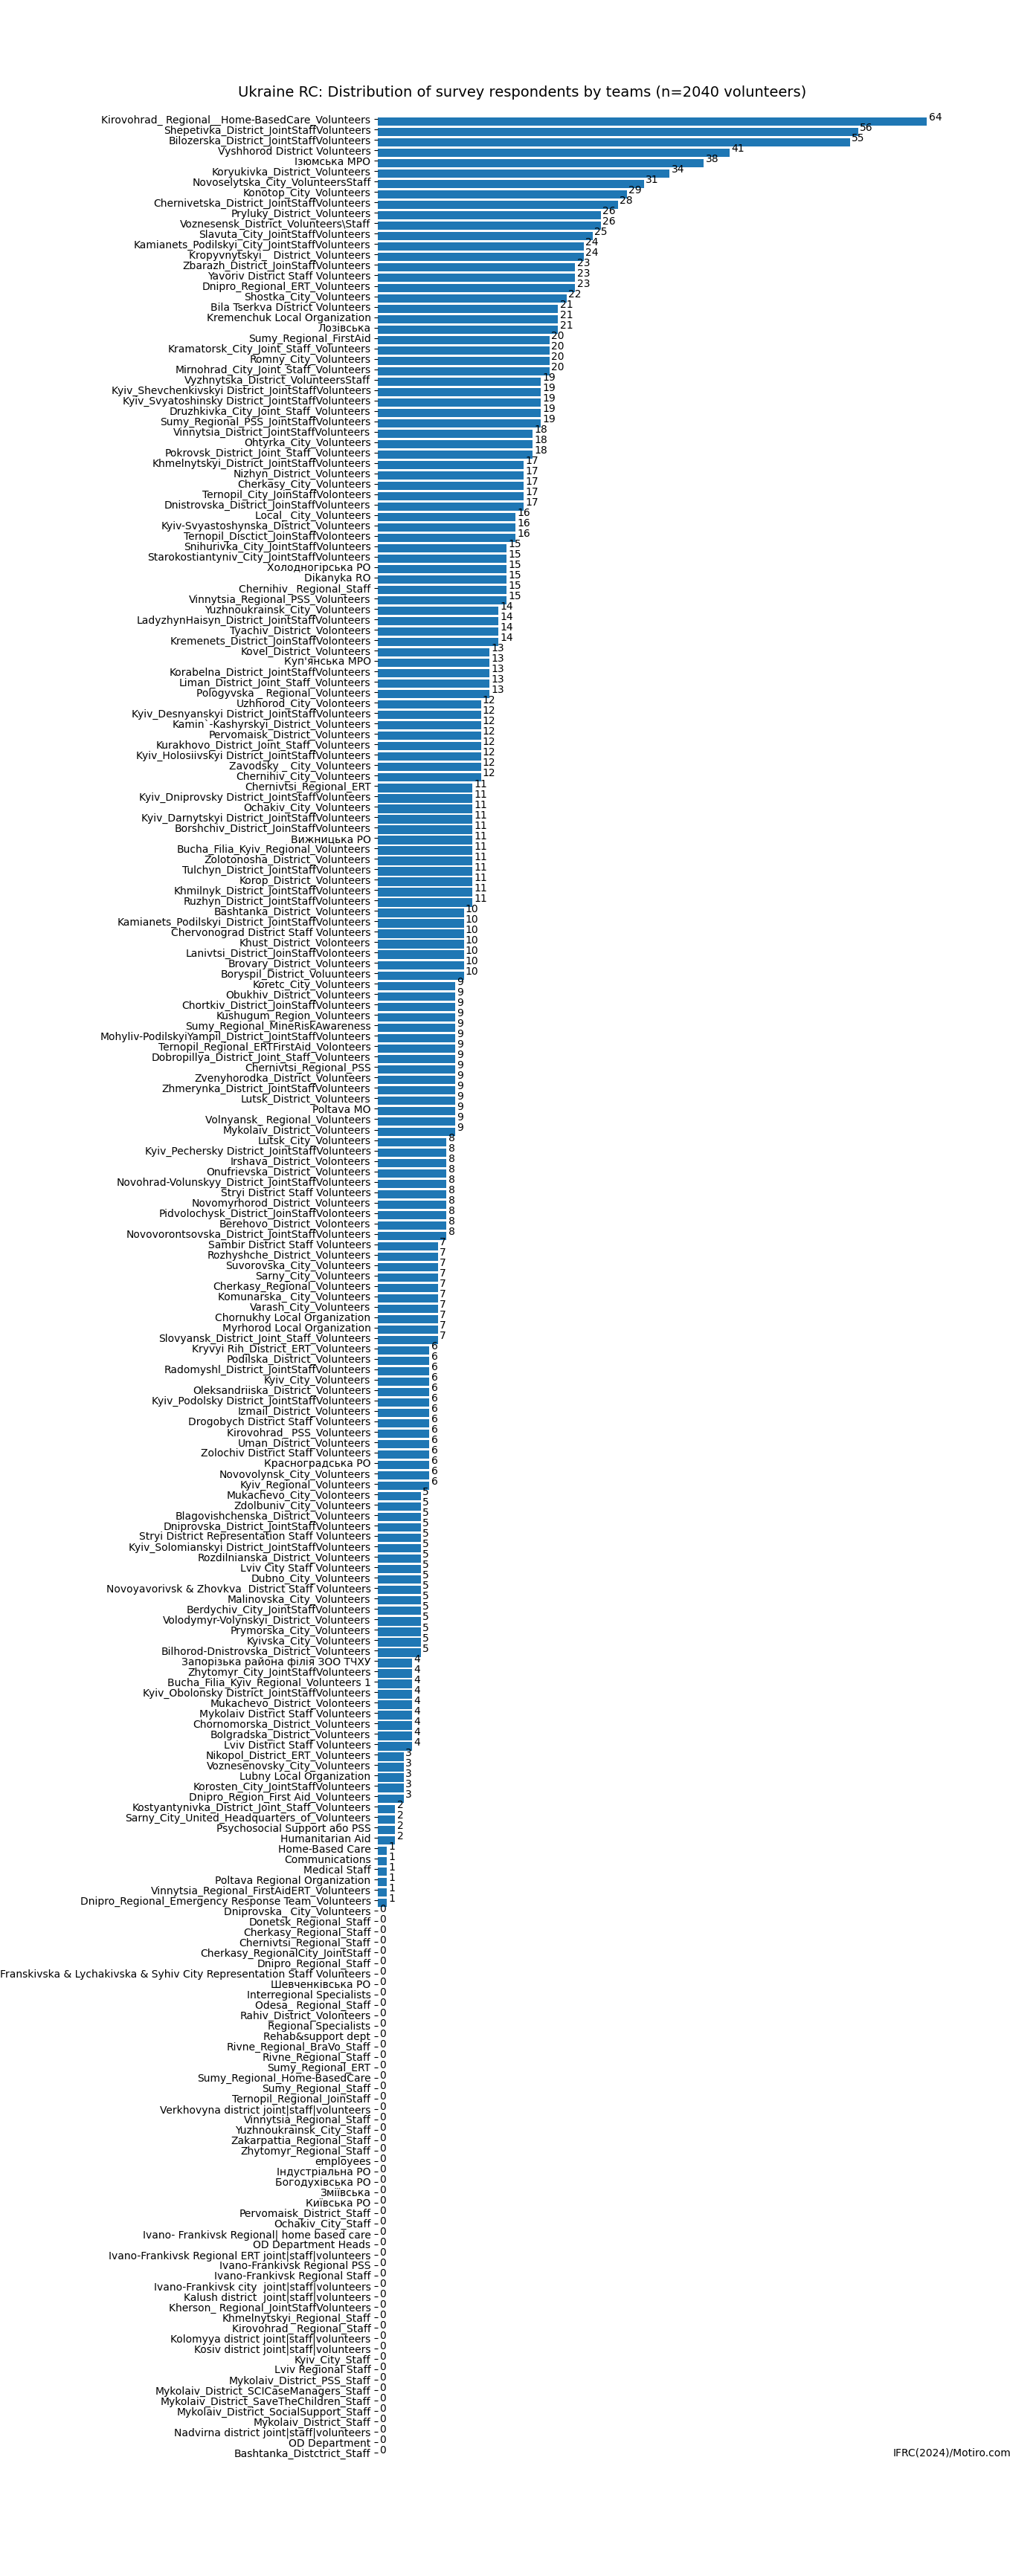 Ukraine RC: Distribution of survey respondents by teams (n=2040 volunteers)
Kirovohrad_ Regional__Home-BasedCare_Volunteers 64
Shepetivka_District_JointStaffVolunteers 56
Bilozerska_District_JointStaffVolunteers 55
Vyshhorod District Volunteers 41
Ізюмська МРО 38
Koryukivka_District_Volunteers 34
Novoselytska_City_VolunteersStaff 31
Konotop_City_Volunteers 29
Chernivetska_District_JointStaffVolunteers 28
Pryluky_District_Volunteers 26
Voznesensk_District_Volunteers\Staff 26
Slavuta_City_JointStaffVolunteers 25
Kamianets_Podilskyi_City_JointStaffVolunteers 24
Kropyvnytskyi_ District_Volunteers 24
Zbarazh_District_JoinStaffVolunteers 23
Yavoriv District Staff Volunteers 23
Dnipro_Regional_ERT_Volunteers 23
Shostka_City_Volunteers 22
Bila Tserkva District Volunteers 21
Kremenchuk Local Organization 21
Лозівська 21
Sumy_Regional_FirstAid 20
Kramatorsk_City_Joint_Staff_Volunteers 20
Romny_City_Volunteers 20
Mirnohrad_City_Joint_Staff_Volunteers 20
Vyzhnytska_District_VolunteersStaff 19
Kyiv_Shevchenkivskyi District_JointStaffVolunteers 19
Kyiv_Svyatoshinsky District_JointStaffVolunteers 19
Druzhkivka_City_Joint_Staff_Volunteers 19
Sumy_Regional_PSS_JointStaffVolunteers 19
Vinnytsia_District_JointStaffVolunteers 18
Ohtyrka_City_Volunteers 18
Pokrovsk_District_Joint_Staff_Volunteers 18
Khmelnytskyi_District_JointStaffVolunteers 17
Nizhyn_District_Volunteers 17
Cherkasy_City_Volunteers 17
Ternopil_City_JoinStaffVolonteers 17
Dnistrovska_District_JoinStaffVolunteers 17
Local_ City_Volunteers 16
Kyiv-Svyastoshynska_District_Volunteers 16
Ternopil_Disctict_JoinStaffVolonteers 16
Snihurivka_City_JointStaffVolunteers 15
Starokostiantyniv_City_JointStaffVolunteers 15
Холодногірська РО 15
Dikanyka RO 15
Chernihiv_ Regional_Staff 15
Vinnytsia_Regional_PSS_Volunteers 15
Yuzhnoukrainsk_City_Volunteers 14
LadyzhynHaisyn_District_JointStaffVolunteers 14
Tyachiv_District_Volonteers 14
Kremenets_District_JoinStaffVolonteers 14
Kovel_District_Volunteers 13
Куп'янська МРО 13
Korabelna_District_JointStaffVolunteers 13
Liman_District_Joint_Staff_Volunteers 13
Pologyvska _ Regional_Volunteers 13
Uzhhorod_City_Volonteers 12
Kyiv_Desnyanskyi District_JointStaffVolunteers 12
Kamin`-Kashyrskyi_District_Volunteers 12
Pervomaisk_District_Volunteers 12
Kurakhovo_District_Joint_Staff_Volunteers 12
Kyiv_Holosiivskyi District_JointStaffVolunteers 12
Zavodsky _ City_Volunteers 12
Chernihiv_City_Volunteers 12
Chernivtsi_Regional_ERT 11
Kyiv_Dniprovsky District_JointStaffVolunteers 11
Ochakiv_City_Volunteers 11
Kyiv_Darnytskyi District_JointStaffVolunteers 11
Borshchiv_District_JoinStaffVolunteers 11
Вижницька РО 11
Bucha_Filia_Kyiv_Regional_Volunteers 11
Zolotonosha_District_Volunteers 11
Tulchyn_District_JointStaffVolunteers 11
Korop_District_Volunteers 11
Khmilnyk_District_JointStaffVolunteers 11
Ruzhyn_District_JointStaffVolunteers 11
Bashtanka_District_Volunteers 10
Kamianets_Podilskyi_District_JointStaffVolunteers 10
Chervonograd District Staff Volunteers 10
Khust_District_Volonteers 10
Lanivtsi_District_JoinStaffVolonteers 10
Brovary_District_Volunteers 10
Boryspil_District_Voluunteers 10
Koretc_City_Volunteers 9
Obukhiv_District_Volunteers 9
Chortkiv_District_JoinStaffVolunteers 9
Kushugum_Region_Volunteers 9
Sumy_Regional_MineRiskAwareness 9
Mohyliv-PodilskyiYampil_District_JointStaffVolunteers 9
Ternopil_Regional_ERTFirstAid_Volonteers 9
Dobropillya_District_Joint_Staff_Volunteers 9
Chernivtsi_Regional_PSS 9
Zvenyhorodka_District_Volunteers 9
Zhmerynka_District_JointStaffVolunteers 9
Lutsk_District_Volunteers 9
Poltava MO 9
Volnyansk_ Regional_Volunteers 9
Mykolaiv_District_Volunteers 9
Lutsk_City_Volunteers 8
Kyiv_Pechersky District_JointStaffVolunteers 8
Irshava_District_Volonteers 8
Onufrievska_District_Volunteers 8
Novohrad-Volunskyy_District_JointStaffVolunteers 8
Stryi District Staff Volunteers 8
Novomyrhorod_District_Volunteers 8
Pidvolochysk_District_JoinStaffVolonteers 8
Berehovo_District_Volonteers 8
Novovorontsovska_District_JointStaffVolunteers 8
Sambir District Staff Volunteers 7
Rozhyshche_District_Volunteers 7
Suvorovska_City_Volunteers 7
Sarny_City_Volunteers 7
Cherkasy_Regional_Volunteers 7
Komunarska_ City_Volunteers 7
Varash_City_Volunteers 7
Chornukhy Local Organization 7
Myrhorod Local Organization 7
Slovyansk_District_Joint_Staff_Volunteers 7
Kryvyi Rih_District_ERT_Volunteers 6
Podilska_District_Volunteers 6
Radomyshl_District_JointStaffVolunteers 6
Kyiv_City_Volunteers 6
Oleksandriiska_District_Volunteers 6
Kyiv_Podolsky District_JointStaffVolunteers 6
Izmail_District_Volunteers 6
Drogobych District Staff Volunteers 6
Kirovohrad_ PSS_Volunteers 6
Uman_District_Volunteers 6
Zolochiv District Staff Volunteers 6
Красноградська РО 6
Novovolynsk_City_Volunteers 6
Kyiv_Regional_Volunteers 6
Mukachevo_City_Volonteers 5
Zdolbuniv_City_Volunteers 5
Blagovishchenska_District_Volunteers 5
Dniprovska_District_JointStaffVolunteers 5
Stryi District Representation Staff Volunteers 5
Kyiv_Solomianskyi District_JointStaffVolunteers 5
Rozdilnianska_District_Volunteers 5
Lviv City Staff Volunteers 5
Dubno_City_Volunteers 5
Novoyavorivsk & Zhovkva  District Staff Volunteers 5
Malinovska_City_Volunteers 5
Berdychiv_City_JointStaffVolunteers 5
Volodymyr-Volynskyi_District_Volunteers 5
Prymorska_City_Volunteers 5
Kyivska_City_Volunteers 5
Bilhorod-Dnistrovska_District_Volunteers 5
Запорізька района філія ЗОО ТЧХУ 4
Zhytomyr_City_JointStaffVolunteers 4
Bucha_Filia_Kyiv_Regional_Volunteers 1 4
Kyiv_Obolonsky District_JointStaffVolunteers 4
Mukachevo_District_Volonteers 4
Mykolaiv District Staff Volunteers 4
Chornomorska_District_Volunteers 4
Bolgradska_District_Volunteers 4
Lviv District Staff Volunteers 4
Nikopol_District_ERT_Volunteers 3
Voznesenovsky_City_Volunteers 3
Lubny Local Organization 3
Korosten_City_JointStaffVolunteers 3
Dnipro_Region_First Aid_Volunteers 3
Kostyantynivka_District_Joint_Staff_Volunteers 2
Sarny_City_United_Headquarters_of_Volunteers 2
Psychosocial Support або PSS 2
Humanitarian Aid 2
Home-Based Care 1
Communications 1
Medical Staff 1
Poltava Regional Organization 1
Vinnytsia_Regional_FirstAidERT_Volunteers 1
Dnipro_Regional_Emergency Response Team_Volunteers 1
Dniprovska_ City_Volunteers 0
Donetsk_Regional_Staff 0
Cherkasy_Regional_Staff 0
Chernivtsi_Regional_Staff 0
Cherkasy_RegionalCity_JointStaff 0
Dnipro_Regional_Staff 0
Franskivska & Lychakivska & Syhiv City Representation Staff Volunteers 0
Шевченківська РО 0
Interregional Specialists 0
Odesa_ Regional_Staff 0
Rahiv_District_Volonteers 0
Regional Specialists 0
Rehab&support dept 0
Rivne_Regional_BraVo_Staff 0
Rivne_Regional_Staff 0
Sumy_Regional_ERT 0
Sumy_Regional_Home-BasedCare 0
Sumy_Regional_Staff 0
Ternopil_Regional_JoinStaff 0
Verkhovyna district joint|staff|volunteers 0
Vinnytsia_Regional_Staff 0
Yuzhnoukrainsk_City_Staff 0
Zakarpattia_Regional_Staff 0
Zhytomyr_Regional_Staff 0
employees 0
Індустріальна РО 0
Богодухівська РО 0
Зміївська 0
Київська РО 0
Pervomaisk_District_Staff 0
Ochakiv_City_Staff 0
Ivano- Frankivsk Regional| home based care 0
OD Department Heads 0
Ivano-Frankivsk Regional ERT joint|staff|volunteers 0
Ivano-Frankivsk Regional PSS 0
Ivano-Frankivsk Regional Staff 0
Ivano-Frankivsk city  joint|staff|volunteers 0
Kalush district  joint|staff|volunteers 0
Kherson_ Regional_JointStaffVolunteers 0
Khmelnytskyi_Regional_Staff 0
Kirovohrad_ Regional_Staff 0
Kolomyya district joint|staff|volunteers 0
Kosiv district joint|staff|volunteers 0
Kyiv_City_Staff 0
Lviv Regional Staff 0
Mykolaiv_District_PSS_Staff 0
Mykolaiv_District_SCICaseManagers_Staff 0
Mykolaiv_District_SaveTheChildren_Staff 0
Mykolaiv_District_SocialSupport_Staff 0
Mykolaiv_District_Staff 0
Nadvirna district joint|staff|volunteers 0
OD Department 0
Bashtanka_Distctrict_Staff 0
IFRC(2024)/Motiro.com